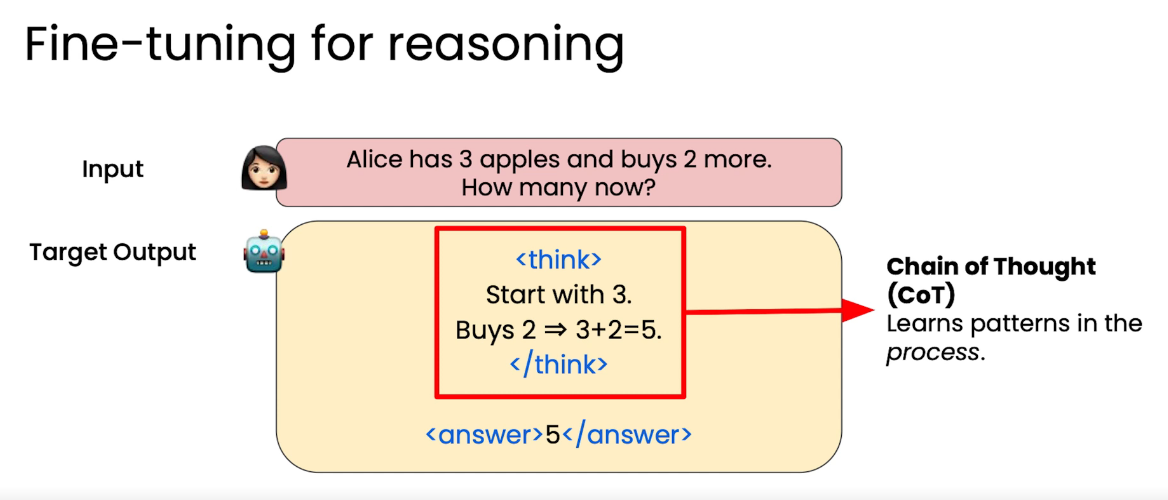 Fine-tuning for reasoning
Input
Alice has 3 apples and buys 2 more.
How many now?
Target Output
<think>
Start with 3.
Buys 2 ⇒ 3+2=5.
</think>
<answer>5</answer>
Chain of Thought
(CoT)
Learns patterns in the
process.